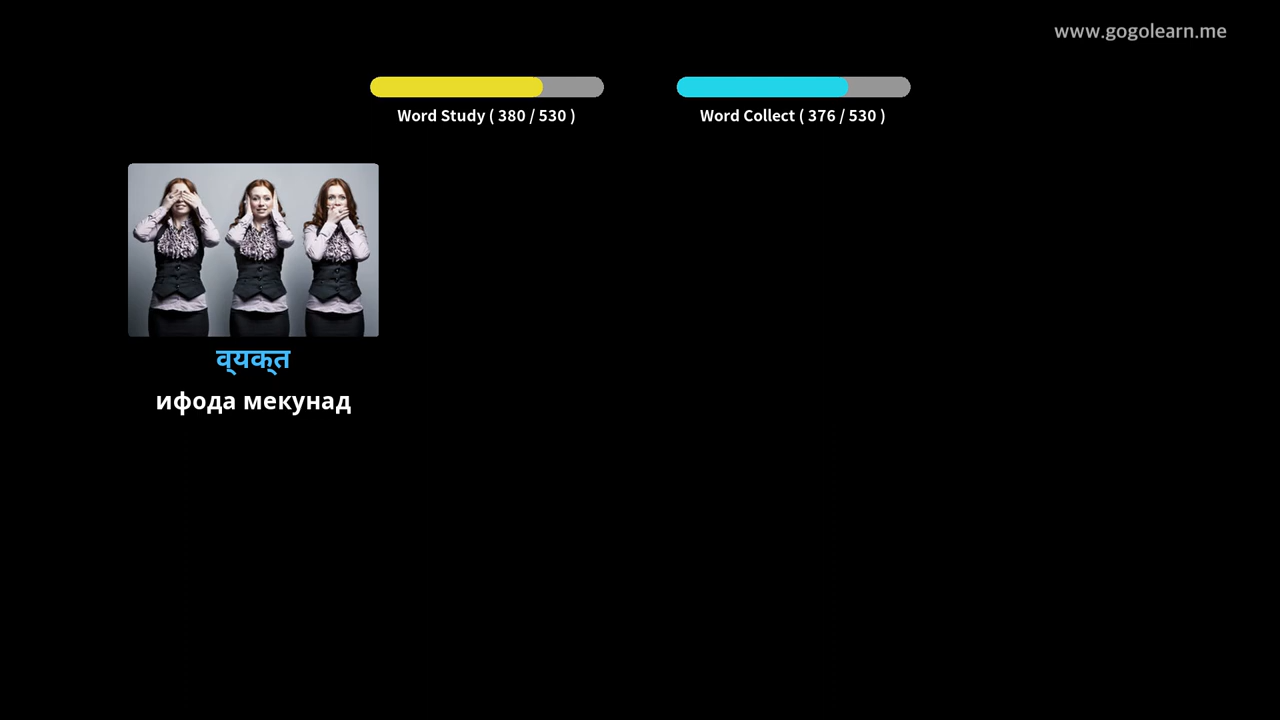 www.gogolearn.me
Word Study ( 380 / 530 )
Word Collect ( 376 / 530 )
व्यक्त
ифода мекунад